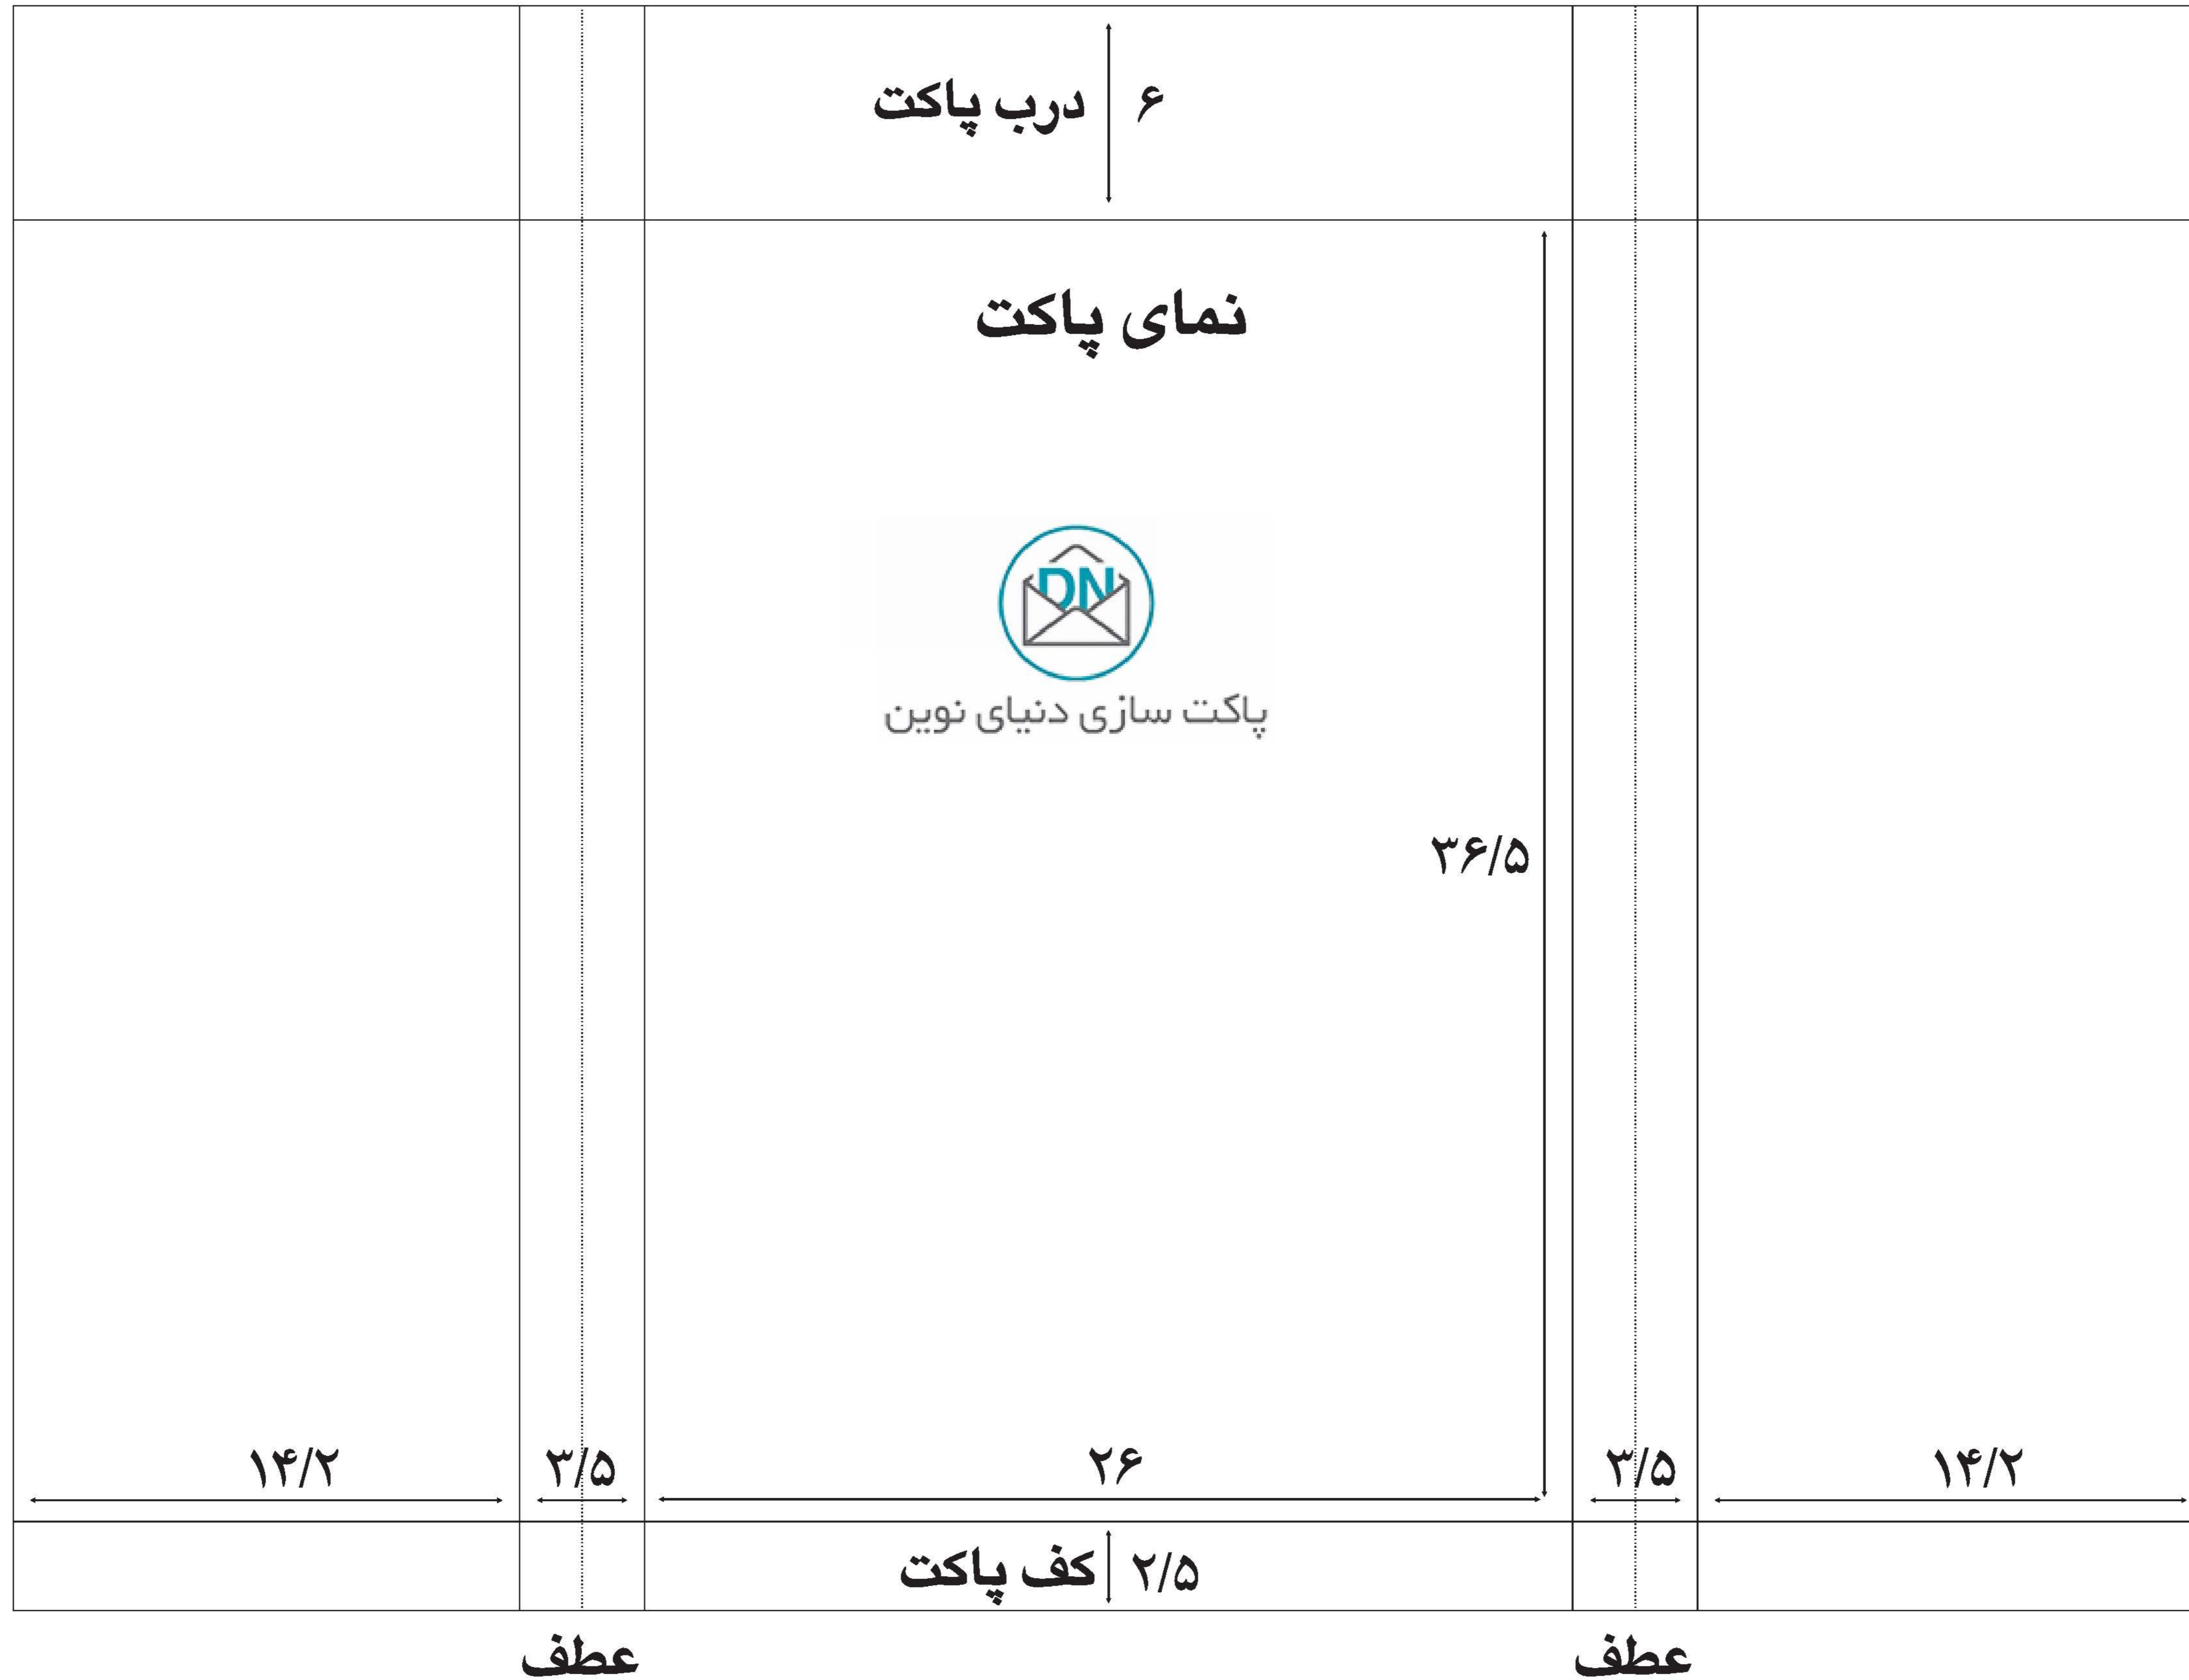 ۶ درب پاکت
نمای پاکت
DN
پاکت سازی دنیای نوین
۳۶/۵
۱۴/۲ ۳/۵ ۲۶ ۳/۵ ۱۴/۲
۲/۵ کف پاکت
عطف عطف